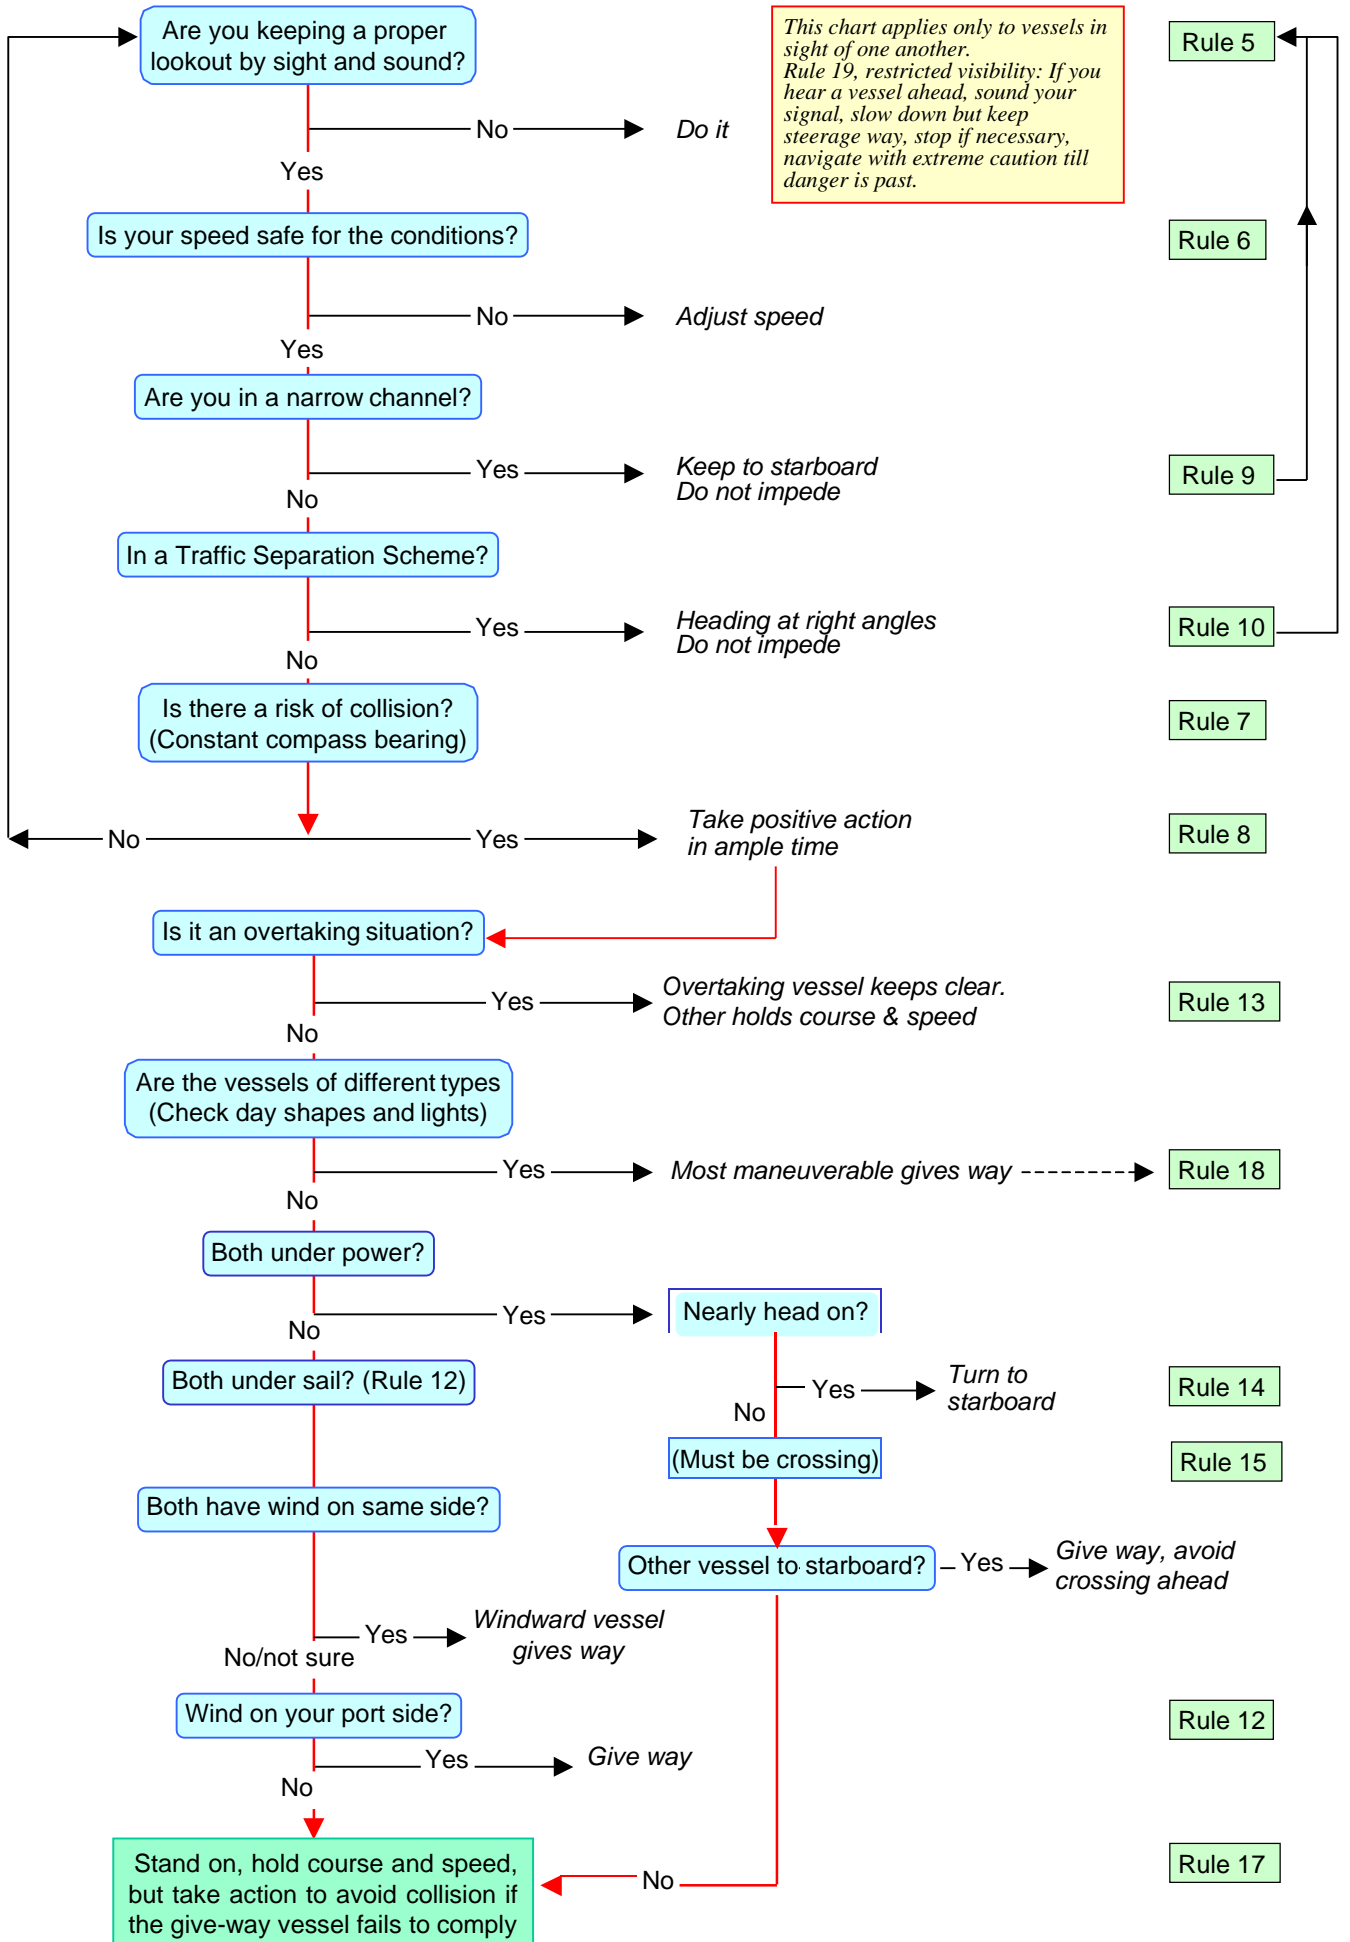 Are you keeping a proper
lookout by sight and sound?
This chart applies only to vessels in
sight of one another.
Rule 19, restricted visibility: If you
hear a vessel ahead, sound your
signal, slow down but keep
steerage way, stop if necessary,
navigate with extreme caution till
danger is past.
Rule 5
No
Do it
Yes
Is your speed safe for the conditions?
Rule 6
No
Adjust speed
Yes
Are you in a narrow channel?
Yes
Keep to starboard
Do not impede
Rule 9
No
In a Traffic Separation Scheme?
Yes
Heading at right angles
Do not impede
Rule 10
No
Is there a risk of collision?
(Constant compass bearing)
Rule 7
No
Yes
Take positive action
in ample time
Rule 8
Is it an overtaking situation?
Yes
Overtaking vessel keeps clear.
Other holds course & speed
Rule 13
No
Are the vessels of different types
(Check day shapes and lights)
Yes
Most maneuverable gives way
Rule 18
No
Both under power?
Yes
Nearly head on?
No
Both under sail? (Rule 12)
Yes
Turn to
starboard
Rule 14
No
(Must be crossing)
Rule 15
Both have wind on same side?
Other vessel to starboard?
Yes
Give way, avoid
crossing ahead
Yes
Windward vessel
gives way
No/not sure
Wind on your port side?
Rule 12
Yes
Give way
No
Stand on, hold course and speed,
but take action to avoid collision if
the give-way vessel fails to comply
No
Rule 17